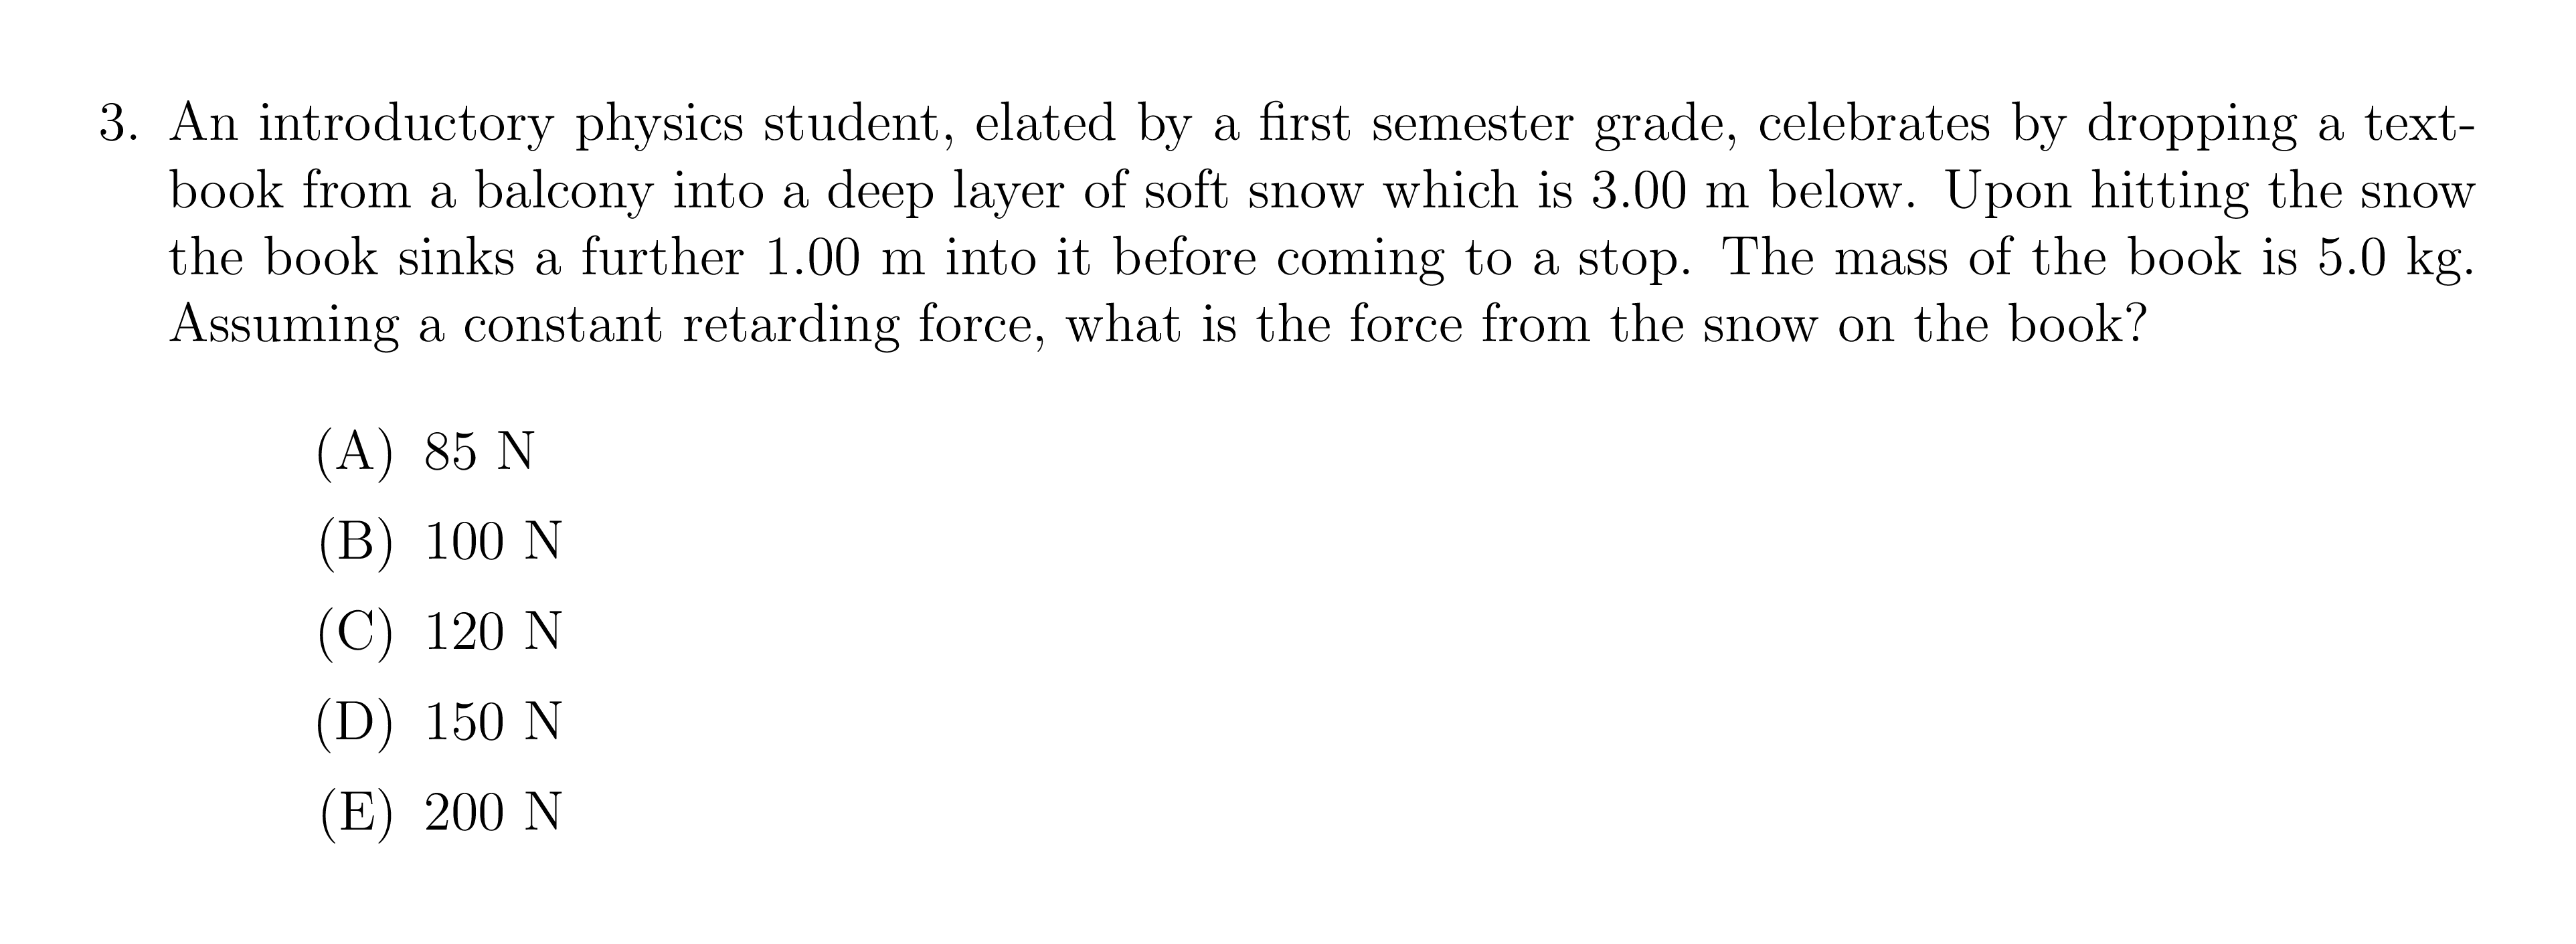 3. An introductory physics student, elated by a first semester grade, celebrates by dropping a text-
book from a balcony into a deep layer of soft snow which is 3.00 m below. Upon hitting the snow
the book sinks a further 1.00 m into it before coming to a stop. The mass of the book is 5.0 kg.
Assuming a constant retarding force, what is the force from the snow on the book?
(A) 85 N
(B) 100 N
(C) 120 N
(D) 150 N
(E) 200 N